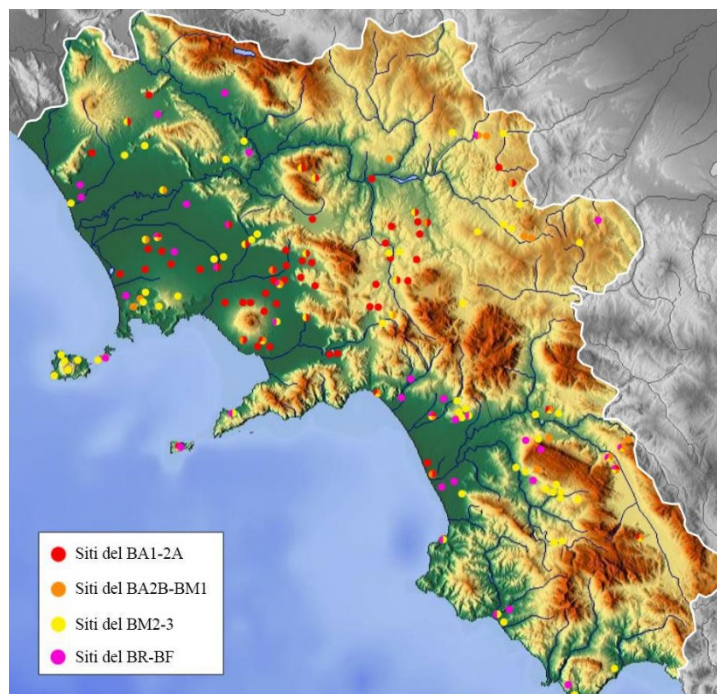 Siti del BA1-2A
Siti del BA2B-BM1
Siti del BM2-3
Siti del BR-BF